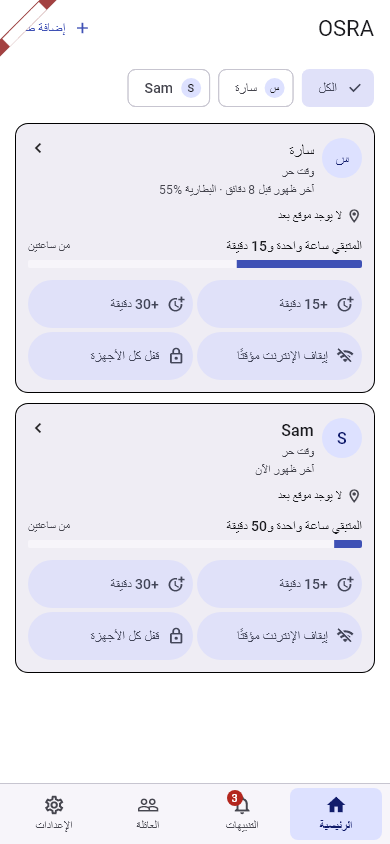 OSRA
+ إضافة
الكل
س سارة
S Sam
س سارة
وقت حر
آخر ظهور قبل 8 دقائق · البطارية 55%
لا يوجد موقع بعد
المتبقي ساعة واحدة و15 دقيقة من ساعتين
+15 دقيقة +30 دقيقة
إيقاف الإنترنت مؤقتًا قفل كل الأجهزة
S Sam
وقت حر
آخر ظهور الآن
لا يوجد موقع بعد
المتبقي ساعة واحدة و50 دقيقة من ساعتين
+15 دقيقة +30 دقيقة
إيقاف الإنترنت مؤقتًا قفل كل الأجهزة
3
الرئيسية التنبيهات العائلة الإعدادات